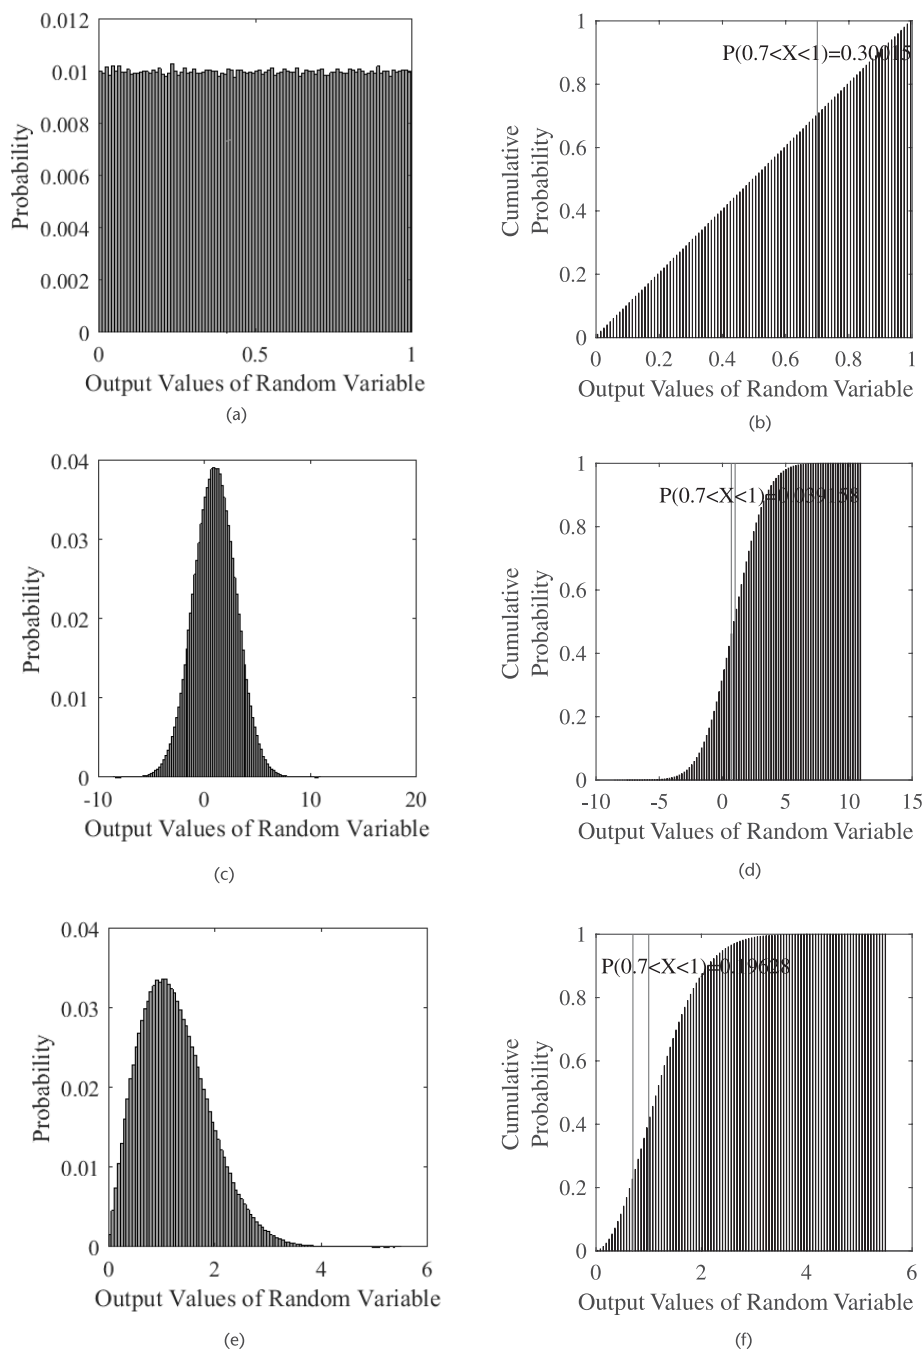 0.012
0.01
0.008
0.006
0.004
0.002
0
Probability
0
0.5
1
Output Values of Random Variable
(a)
1
0.8
0.6
0.4
0.2
0
Cumulative
Probability
P(0.7<X<1)=0.30015
0
0.2
0.4
0.6
0.8
1
Output Values of Random Variable
(b)
0.04
0.03
0.02
0.01
0
Probability
-10
0
10
20
Output Values of Random Variable
(c)
1
0.8
0.6
0.4
0.2
0
Cumulative
Probability
P(0.7<X<1)=0.039158
-10
-5
0
5
10
15
Output Values of Random Variable
(d)
0.04
0.03
0.02
0.01
0
Probability
0
2
4
6
Output Values of Random Variable
(e)
1
0.8
0.6
0.4
0.2
0
Cumulative
Probability
P(0.7<X<1)=0.19628
0
2
4
6
Output Values of Random Variable
(f)